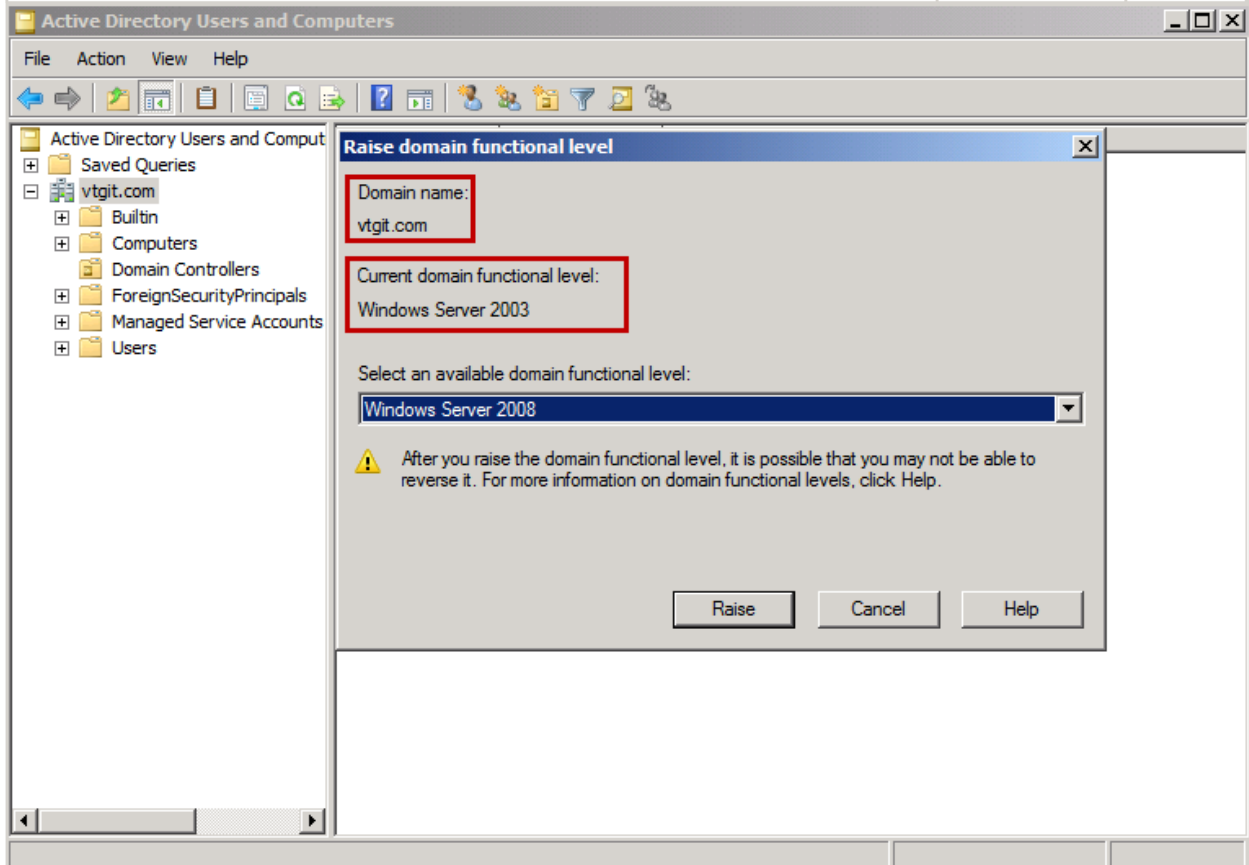 Active Directory Users and Computers
File Action View Help
Active Directory Users and Comput
Saved Queries
vtgit.com
Builtin
Computers
Domain Controllers
ForeignSecurityPrincipals
Managed Service Accounts
Users
Raise domain functional level
Domain name:
vtgit.com
Current domain functional level:
Windows Server 2003
Select an available domain functional level:
Windows Server 2008
After you raise the domain functional level, it is possible that you may not be able to
reverse it. For more information on domain functional levels, click Help.
Raise Cancel Help